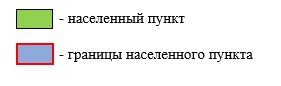 - населенный пункт
- границы населенного пункта